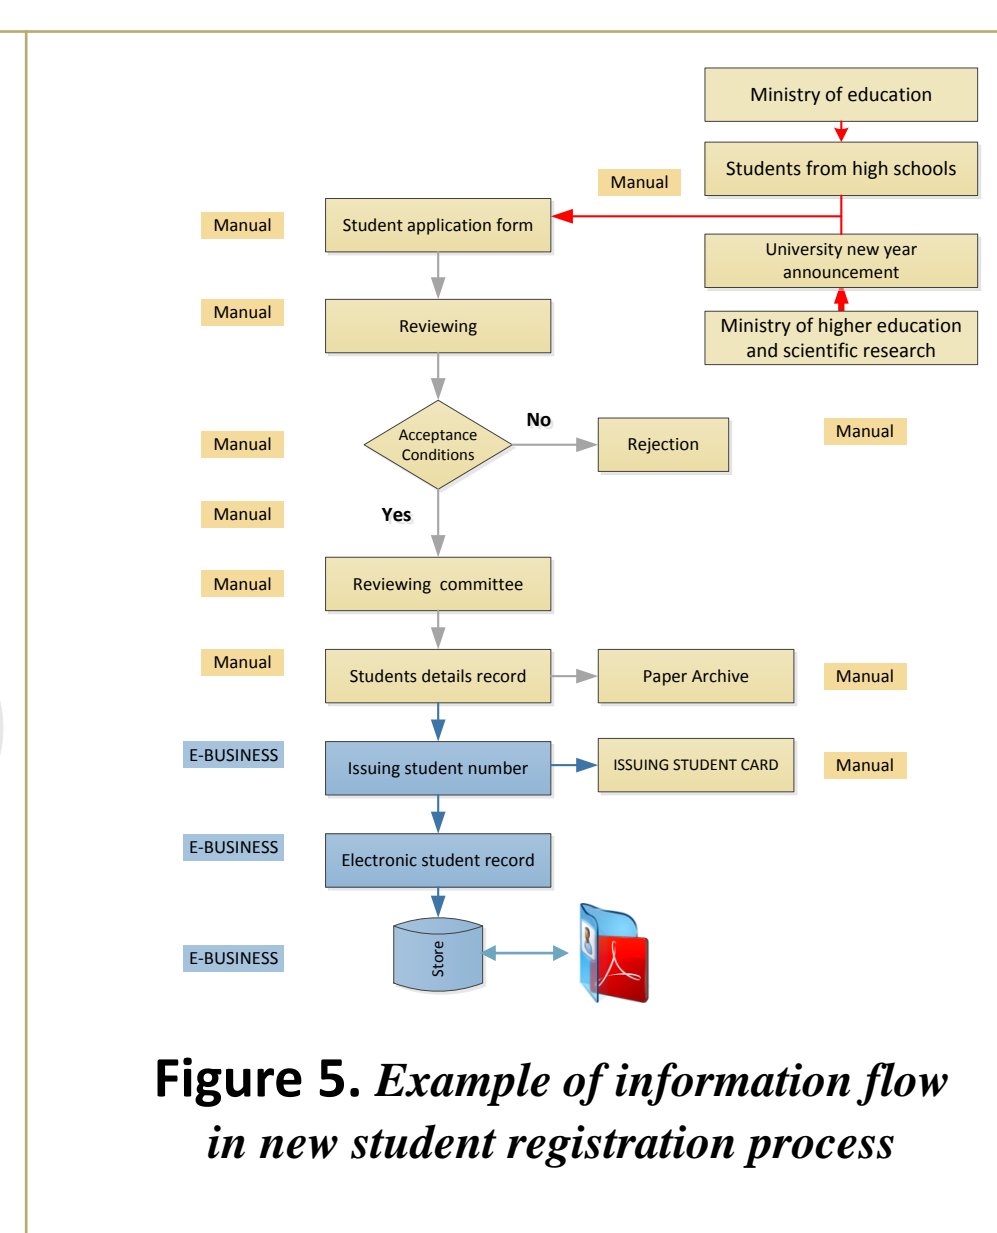 Ministry of education
Students from high schools
Manual
Manual
Student application form
University new year
announcement
Manual
Reviewing
Ministry of higher education
and scientific research
No
Manual
Acceptance
Conditions
Rejection
Manual
Manual
Yes
Manual
Reviewing committee
Manual
Students details record
Paper Archive
Manual
E-BUSINESS
Issuing student number
ISSUING STUDENT CARD
Manual
E-BUSINESS
Electronic student record
E-BUSINESS
Store
Figure 5. Example of information flow
in new student registration process